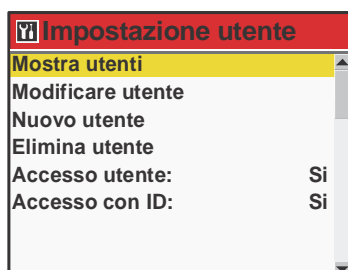 Impostazione utente
Mostra utenti
Modificare utente
Nuovo utente
Elimina utente
Accesso utente: Si
Accesso con ID: Si